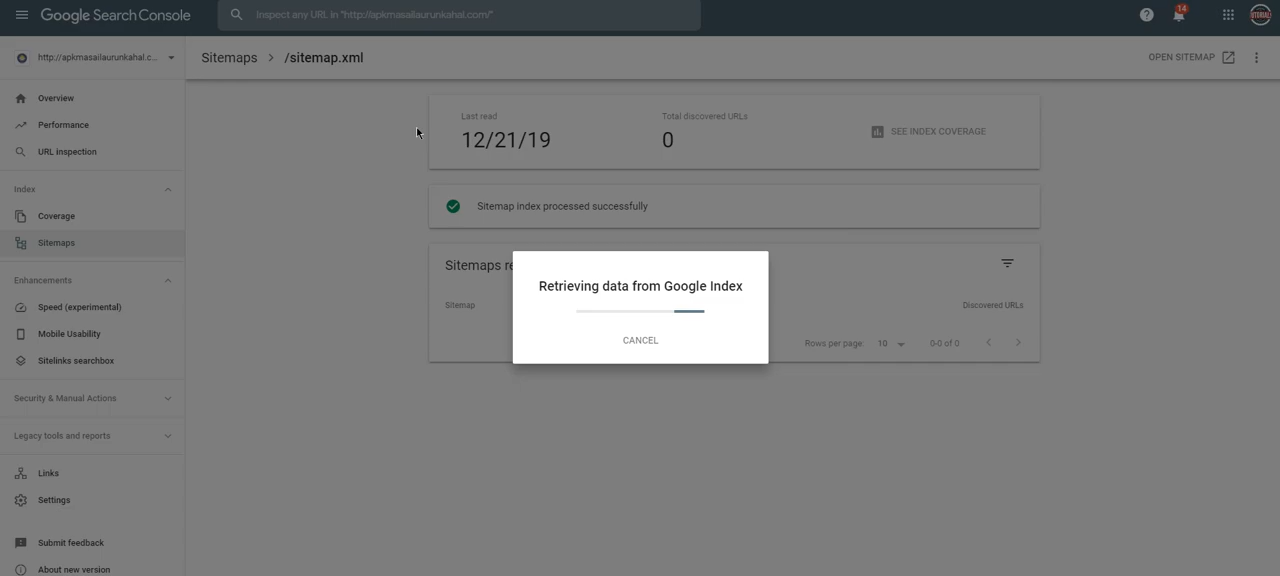 Google Search Console
Inspect any URL in "http://apkmasailaurunkahal.com/"
14
http://apkmasailaurunkahal.c...
Sitemaps > /sitemap.xml
OPEN SITEMAP
Overview
Performance
URL inspection
Index
Coverage
Sitemaps
Enhancements
Speed (experimental)
Mobile Usability
Sitelinks searchbox
Security & Manual Actions
Legacy tools and reports
Links
Settings
Submit feedback
About new version
Last read
12/21/19
Total discovered URLs
0
SEE INDEX COVERAGE
Sitemap index processed successfully
Sitemaps re
Sitemap
Discovered URLs
Rows per page: 10
0-0 of 0
Retrieving data from Google Index
CANCEL